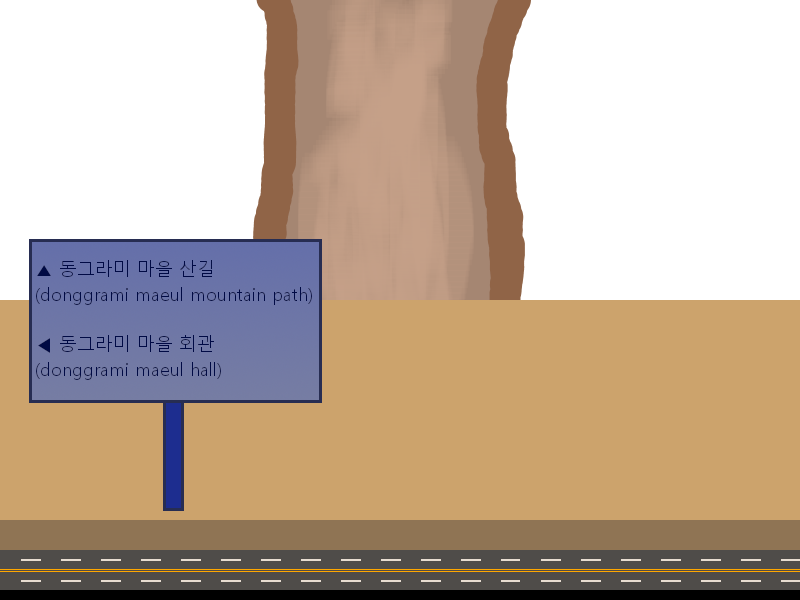 ▲ 동그라미 마을 산길
(donggrami maeul mountain path)
◀ 동그라미 마을 회관
(donggrami maeul hall)